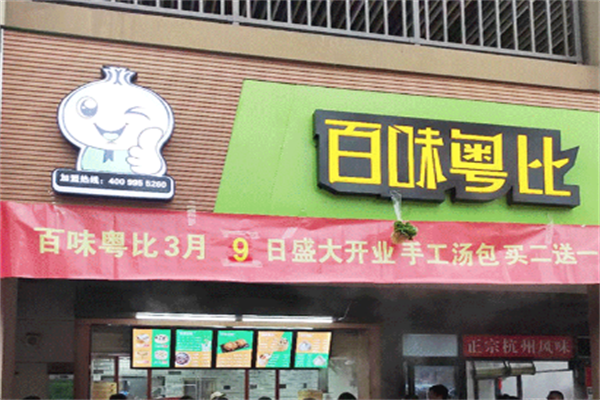 百味粤比
加盟热线：400 995 5260
百味粤比3月 9 日盛大开业 手工汤包 买二送一
正宗杭州风味